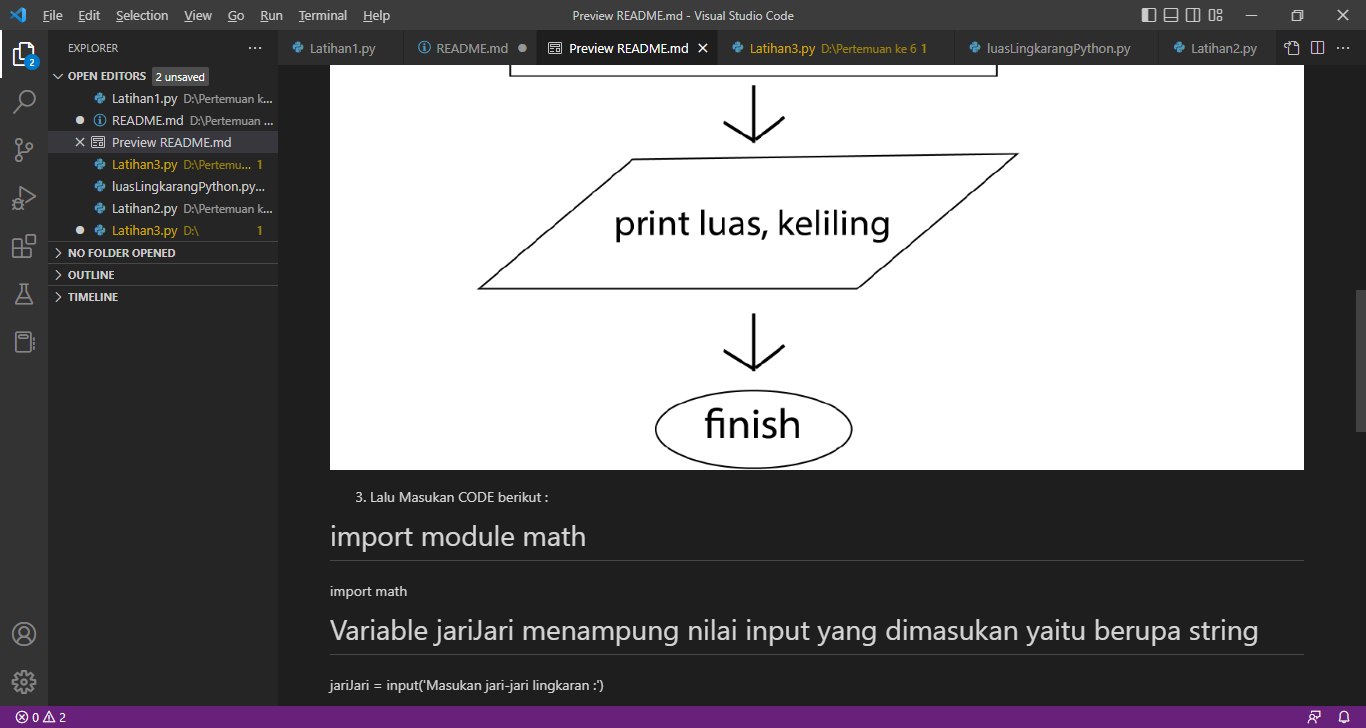 File Edit Selection View Go Run Terminal Help Preview README.md - Visual Studio Code
EXPLORER ···
Latihan1.py README.md Preview README.md Latihan3.py D:\Pertemuan ke 6 1 luasLingkarangPython.py Latihan2.py ···
2
OPEN EDITORS 2 unsaved
Latihan1.py D:\Pertemuan k...
README.md D:\Pertemuan ...
Preview README.md
Latihan3.py D:\Pertemu... 1
luasLingkarangPython.py...
Latihan2.py D:\Pertemuan k...
Latihan3.py D:\ 1
NO FOLDER OPENED
OUTLINE
TIMELINE
print luas, keliling
finish
3. Lalu Masukan CODE berikut :
import module math
import math
Variable jariJari menampung nilai input yang dimasukan yaitu berupa string
jariJari = input('Masukan jari-jari lingkaran :')
0 2